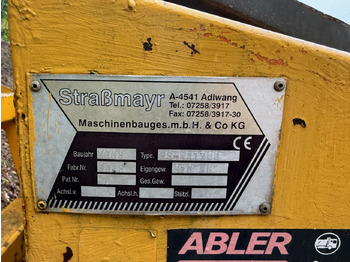 Straßmayr
A-4541 Adlwang
Tel.: 07258/3917
Fax: 07258/3917-30
Maschinenbauges.m.b.H. & Co KG
CE
Baujahr Type
Fabr.Nr. Eigengew.
Pat.Nr. Ges.Gew.
Achsl.v. Achsl.h. Stützl.
ABLER